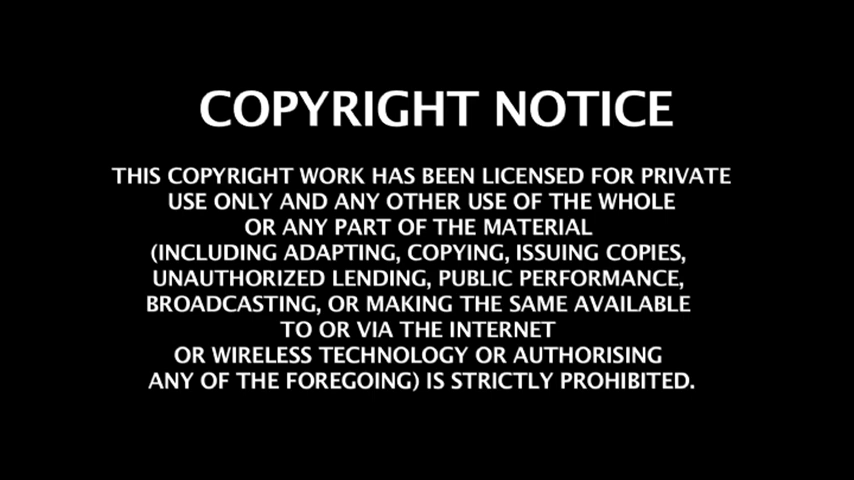 COPYRIGHT NOTICE
THIS COPYRIGHT WORK HAS BEEN LICENSED FOR PRIVATE
USE ONLY AND ANY OTHER USE OF THE WHOLE
OR ANY PART OF THE MATERIAL
(INCLUDING ADAPTING, COPYING, ISSUING COPIES,
UNAUTHORIZED LENDING, PUBLIC PERFORMANCE,
BROADCASTING, OR MAKING THE SAME AVAILABLE
TO OR VIA THE INTERNET
OR WIRELESS TECHNOLOGY OR AUTHORISING
ANY OF THE FOREGOING) IS STRICTLY PROHIBITED.